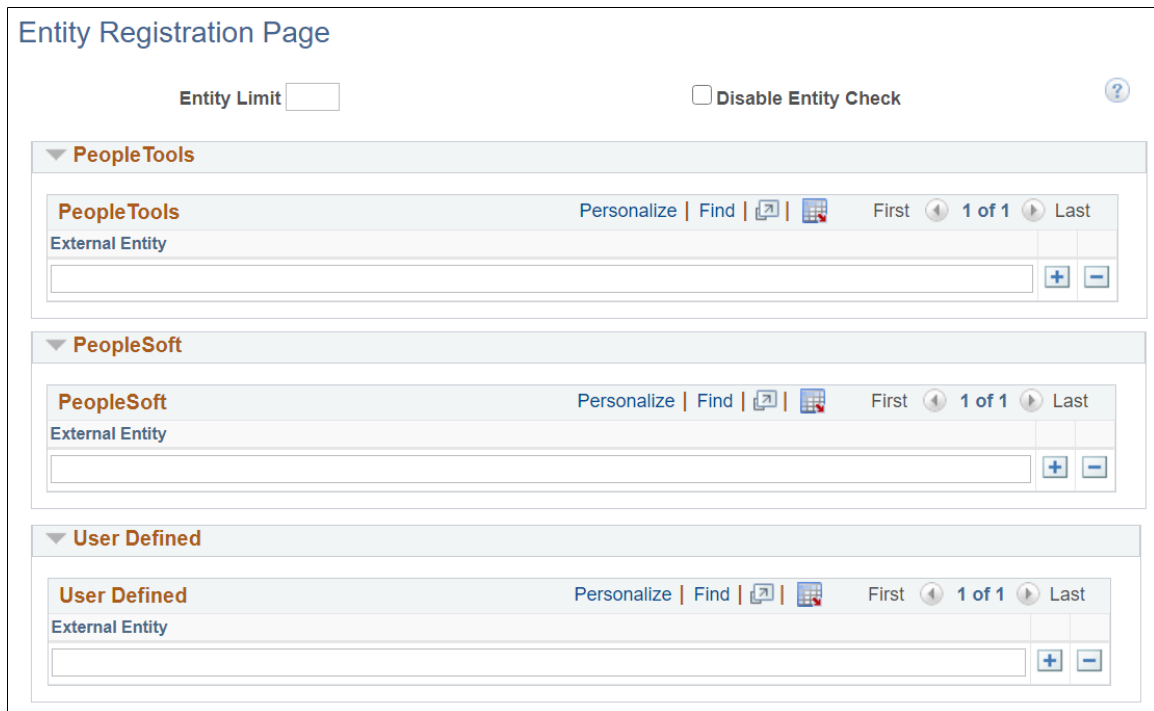 Entity Registration Page
Entity Limit Disable Entity Check ?
PeopleTools
PeopleTools Personalize | Find | | First 1 of 1 Last
External Entity
PeopleSoft
PeopleSoft Personalize | Find | | First 1 of 1 Last
External Entity
User Defined
User Defined Personalize | Find | | First 1 of 1 Last
External Entity